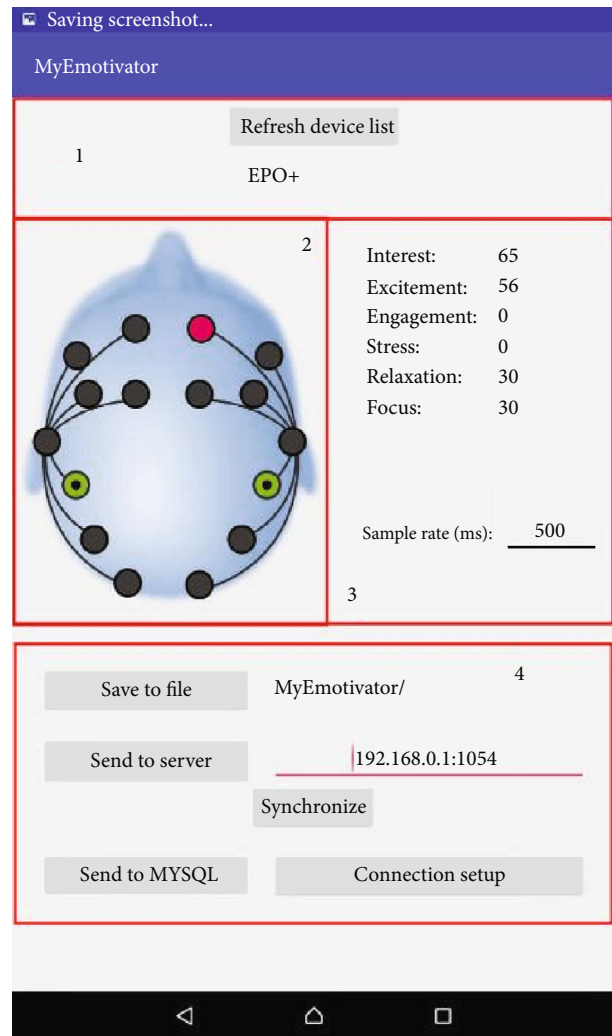 Saving screenshot...
MyEmotivator
Refresh device list
1
EPO+
2
Interest: 65
Excitement: 56
Engagement: 0
Stress: 0
Relaxation: 30
Focus: 30
Sample rate (ms): 500
3
4
Save to file MyEmotivator/
Send to server 192.168.0.1:1054
Synchronize
Send to MYSQL Connection setup